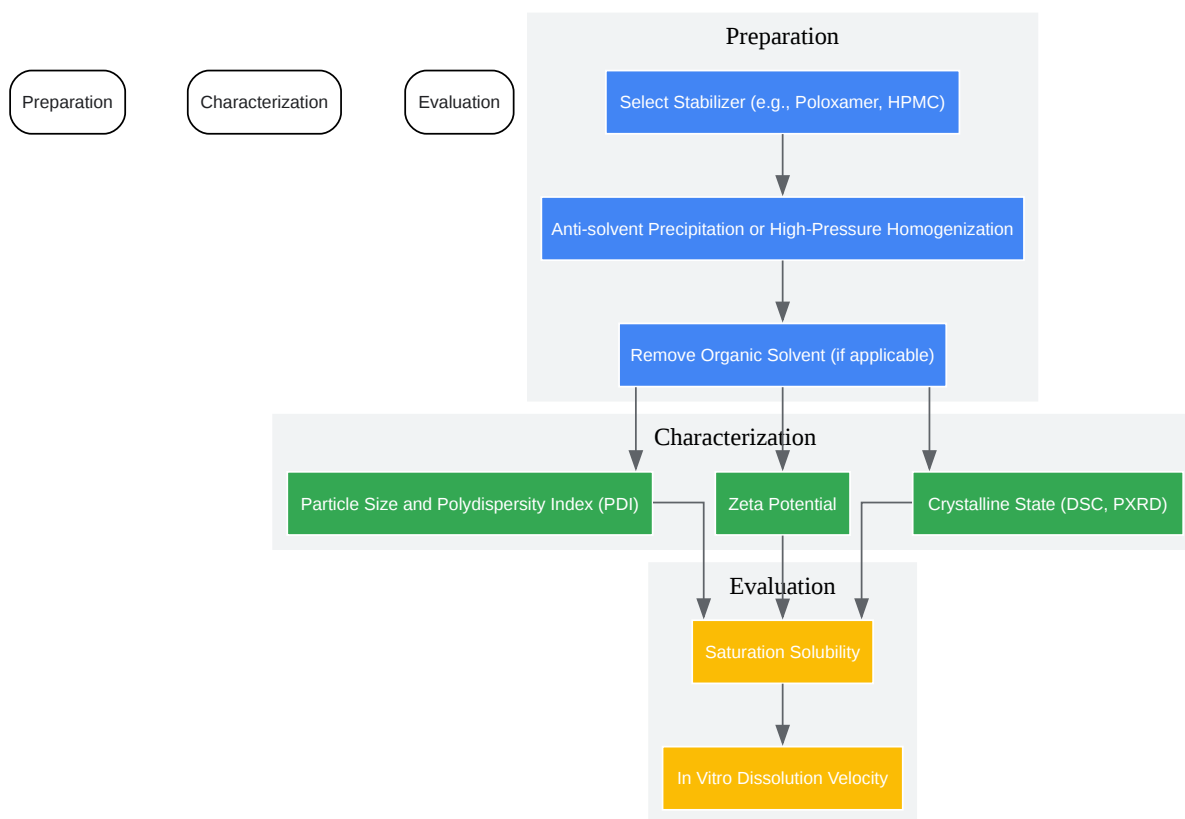 Preparation
Preparation
Characterization
Evaluation
Select Stabilizer (e.g., Poloxamer, HPMC)
Anti-solvent Precipitation or High-Pressure Homogenization
Remove Organic Solvent (if applicable)
Characterization
Particle Size and Polydispersity Index (PDI)
Zeta Potential
Crystalline State (DSC, PXRD)
Evaluation
Saturation Solubility
In Vitro Dissolution Velocity